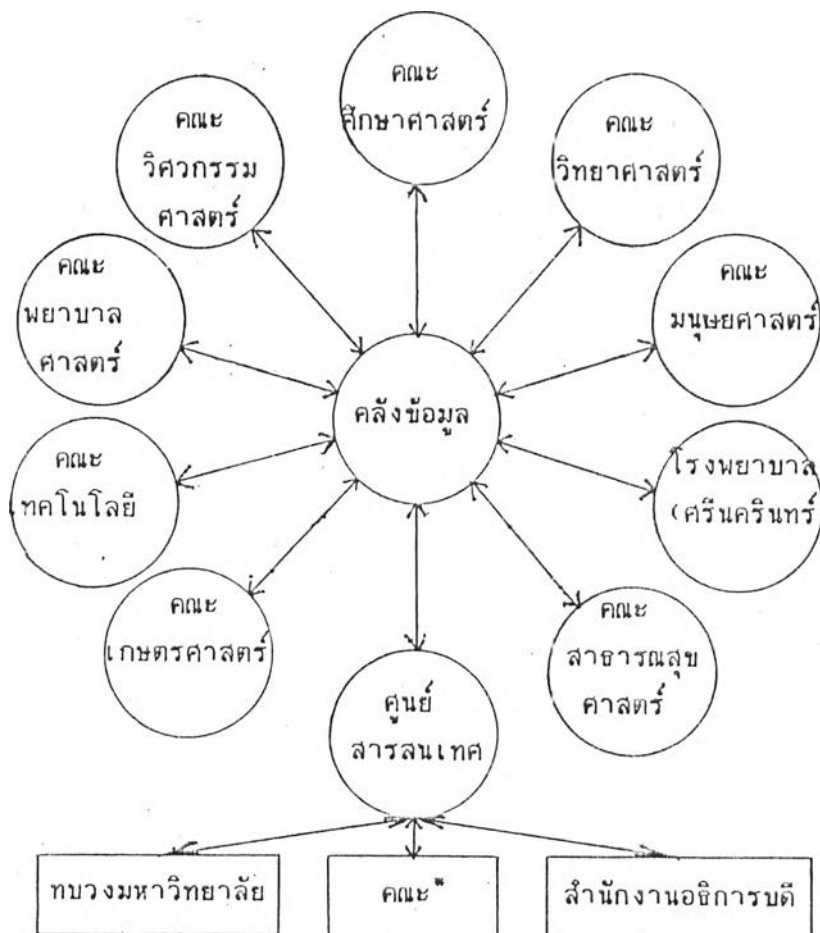 คณะ
ศึกษาศาสตร์
คณะ
วิศวกรรม
ศาสตร์
คณะ
วิทยาศาสตร์
คณะ
พยาบาล
ศาสตร์
คณะ
มนุษยศาสตร์
คลังข้อมูล
คณะ
เทคโนโลยี
โรงพยาบาล
(ศรีนครินทร์
คณะ
เกษตรศาสตร์
คณะ
สาธารณสุข
ศาสตร์
ศูนย์
สารสนเทศ
ทบวงมหาวิทยาลัย
คณะ*
สำนักงานอธิการบดี